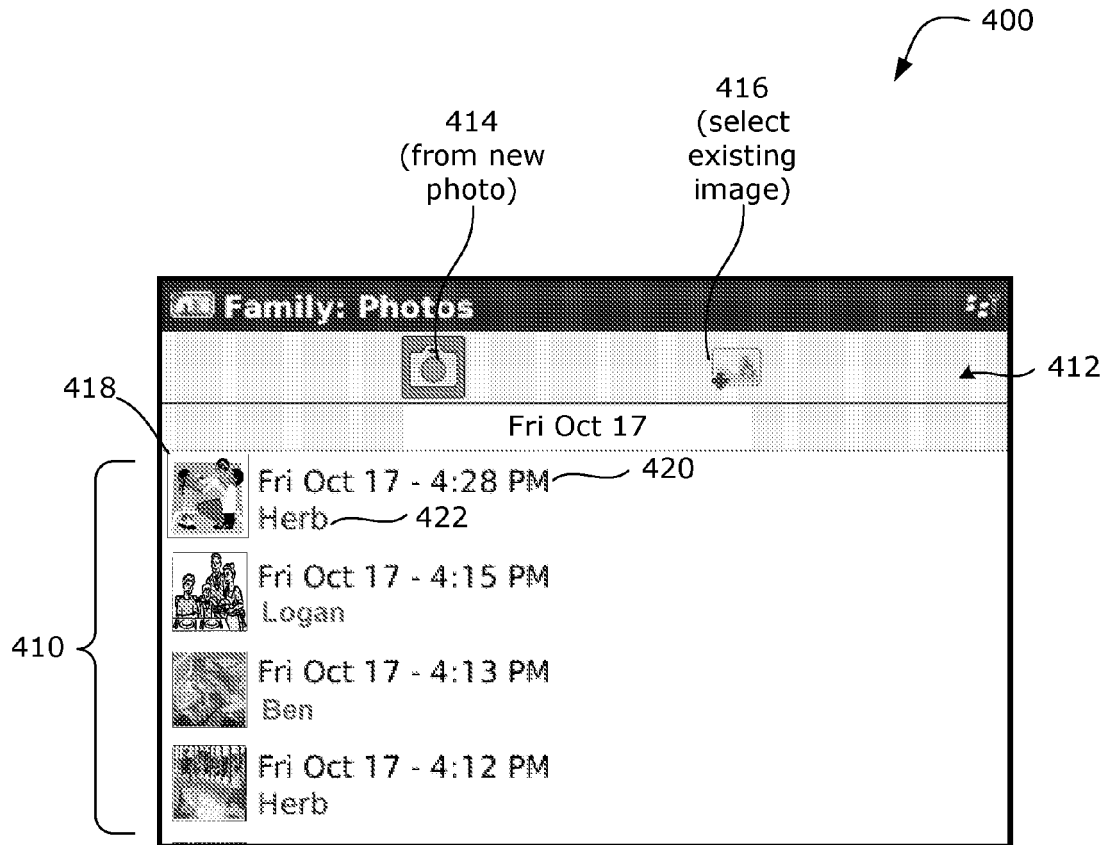 400
414
(from new
photo)
416
(select
existing
image)
Family: Photos
412
Fri Oct 17
418
Fri Oct 17 - 4:28 PM
420
Herb
422
Fri Oct 17 - 4:15 PM
Logan
410
Fri Oct 17 - 4:13 PM
Ben
Fri Oct 17 - 4:12 PM
Herb